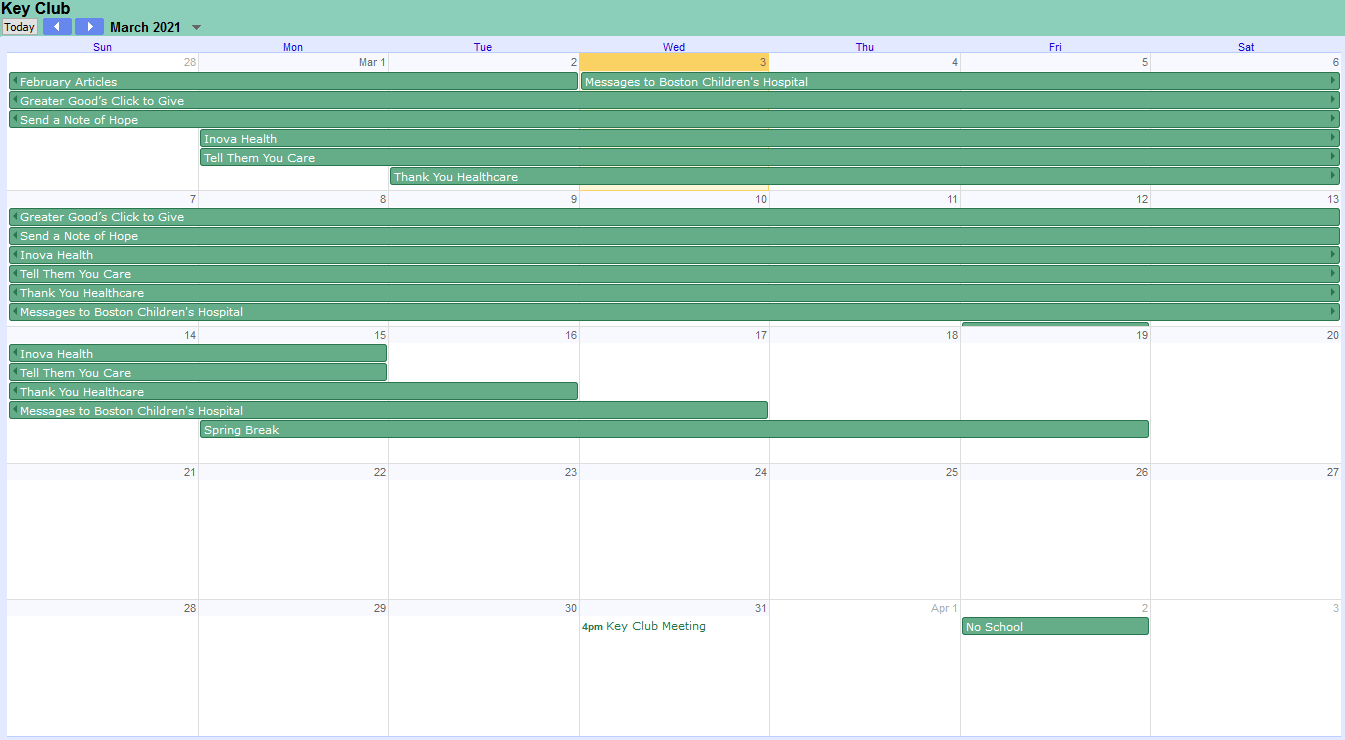 Key Club
Today March 2021
Sun Mon Tue Wed Thu Fri Sat
28 Mar 1 2 3 4 5 6
February Articles Messages to Boston Children's Hospital
Greater Good’s Click to Give
Send a Note of Hope
Inova Health
Tell Them You Care
Thank You Healthcare
7 8 9 10 11 12 13
Greater Good’s Click to Give
Send a Note of Hope
Inova Health
Tell Them You Care
Thank You Healthcare
Messages to Boston Children's Hospital
14 15 16 17 18 19 20
Inova Health
Tell Them You Care
Thank You Healthcare
Messages to Boston Children's Hospital
Spring Break
21 22 23 24 25 26 27
28 29 30 31 Apr 1 2 3
4pm Key Club Meeting No School